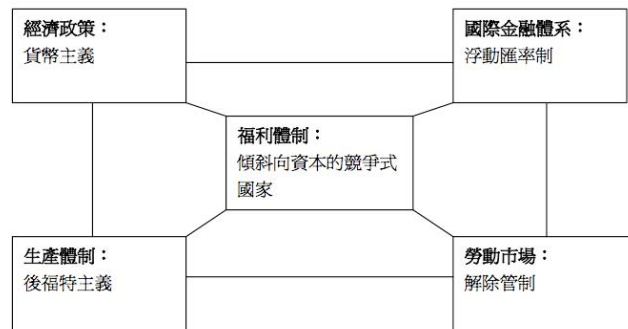 經濟政策：
貨幣主義
國際金融體系：
浮動匯率制
福利體制：
傾斜向資本的競爭式
國家
生產體制：
後福特主義
勞動市場：
解除管制